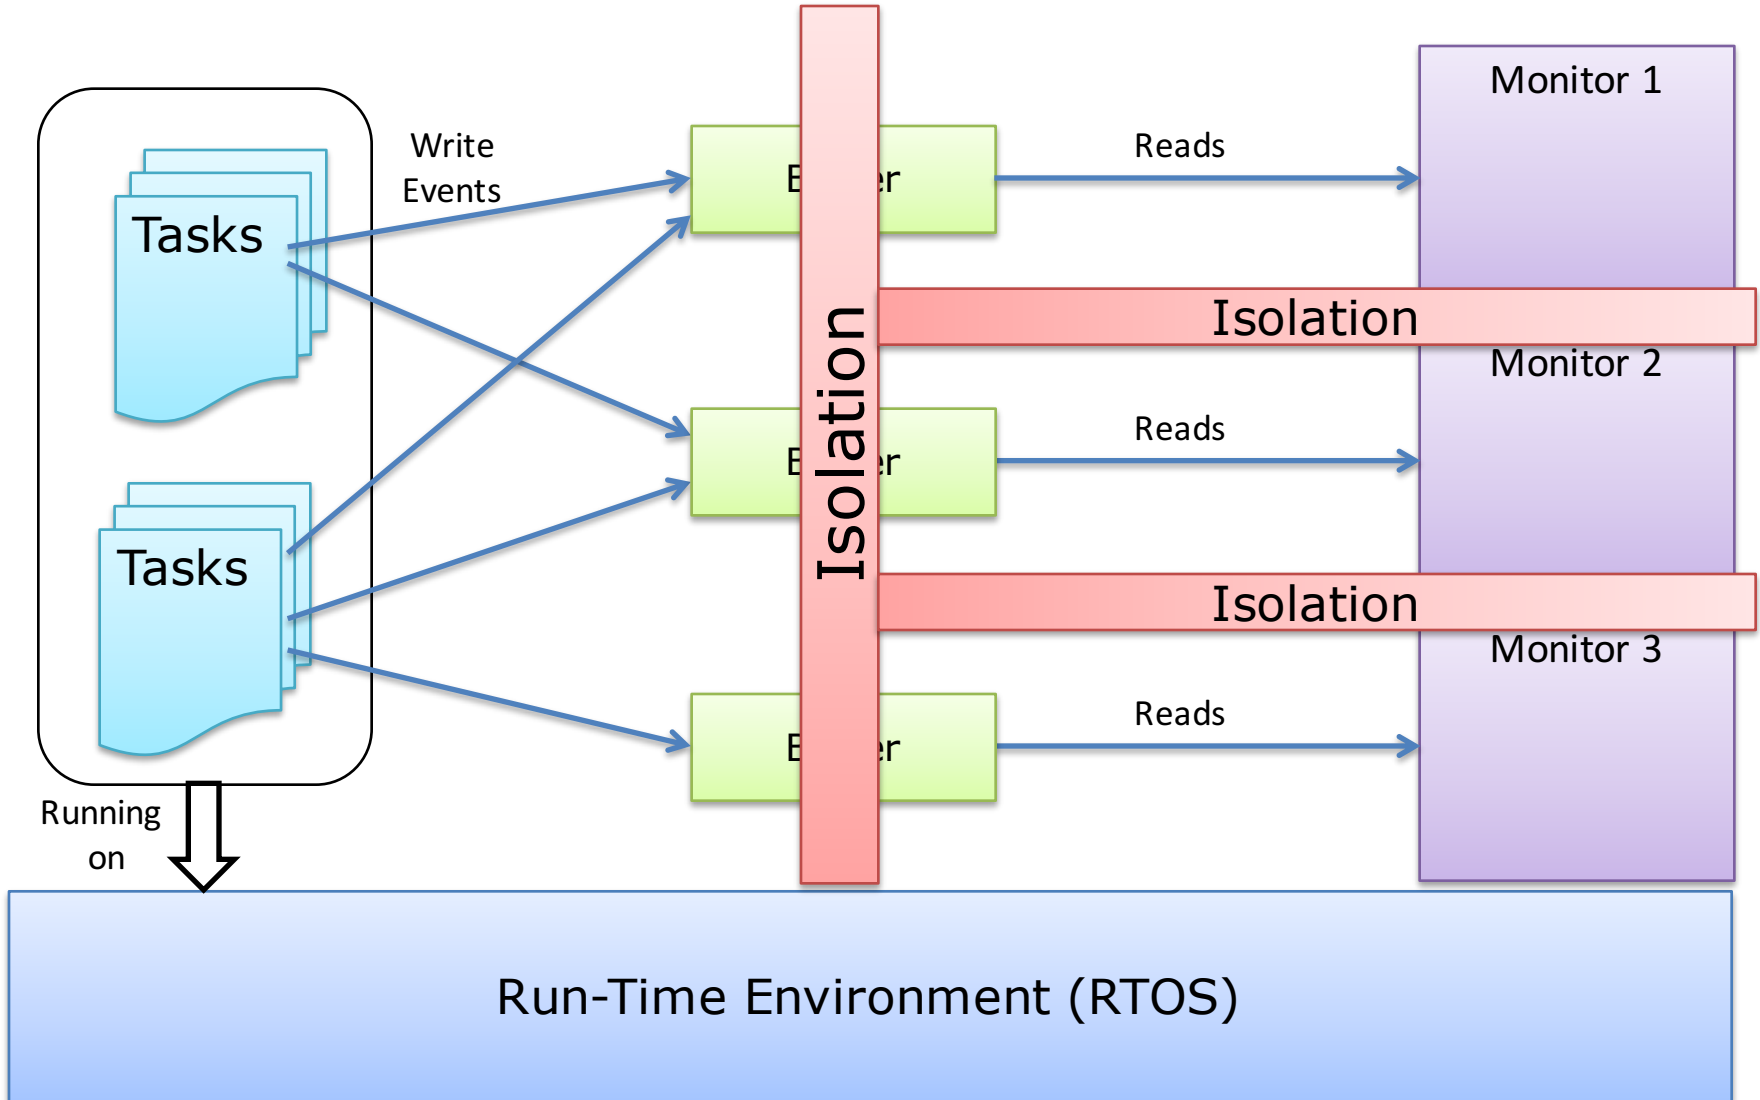 Monitor 1
Write
Events
Reads
Tasks
Isolation
Isolation
Monitor 2
Reads
Tasks
Isolation
Monitor 3
Reads
Running
on
Run-Time Environment (RTOS)